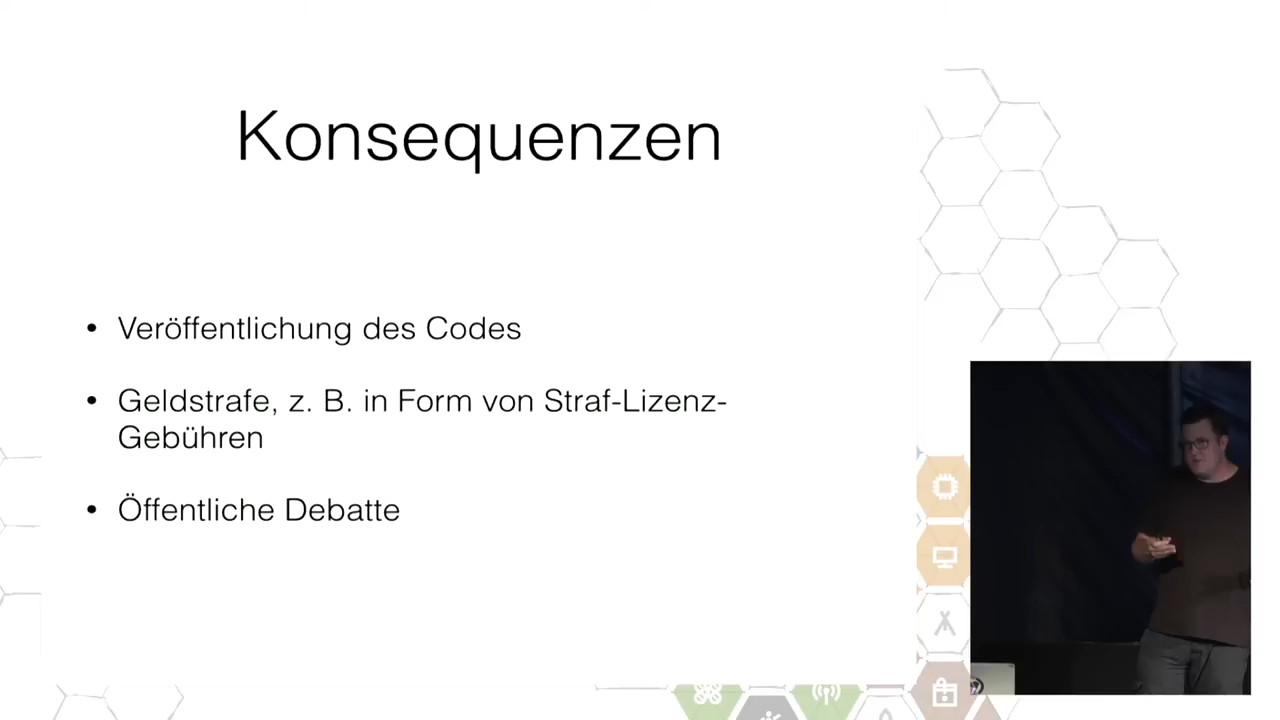 Konsequenzen
• Veröffentlichung des Codes
• Geldstrafe, z. B. in Form von Straf-Lizenz-
Gebühren
• Öffentliche Debatte